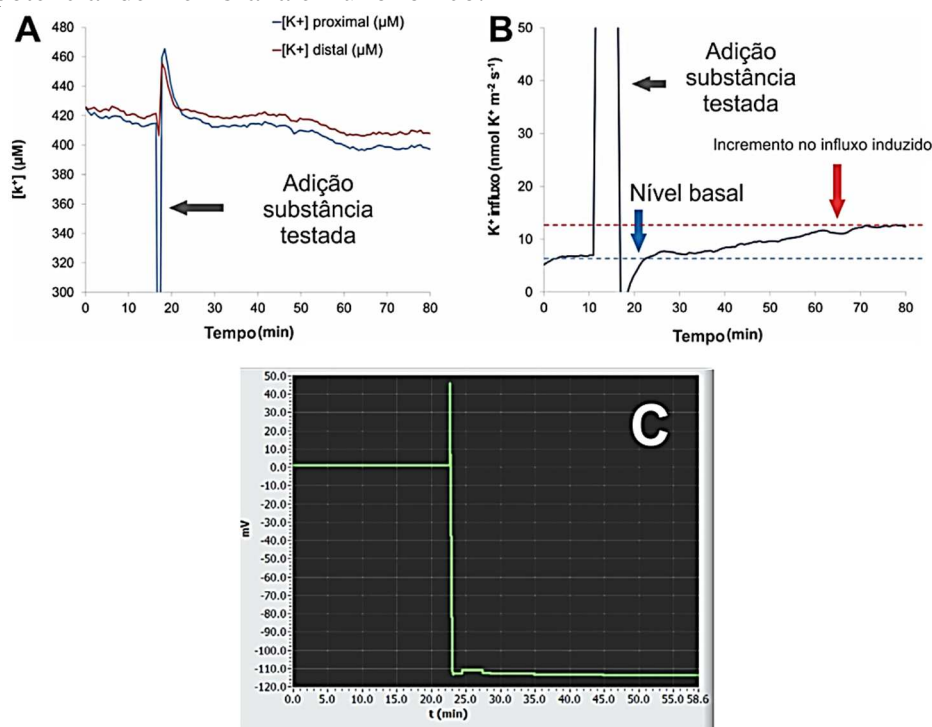 A
[K+] proximal (µM)
[K+] distal (µM)
480
460
440
420
400
380
360
340
320
300
[k⁺] (µM)
Adição
substância
testada
0 10 20 30 40 50 60 70 80
Tempo (min)
B
50
40
30
20
10
0
K⁺ influxo (nmol K⁺ m⁻² s⁻¹)
Adição
substância
testada
Incremento no influxo induzido
Nível basal
0 10 20 30 40 50 60 70 80
Tempo (min)
C
50.0
40.0
30.0
20.0
10.0
0.0
-10.0
-20.0
-30.0
-40.0
-50.0
-60.0
-70.0
-80.0
-90.0
-100.0
-110.0
-120.0
mV
0.0 5.0 10.0 15.0 20.0 25.0 30.0 35.0 40.0 45.0 50.0 55.0 58.6
t (min)